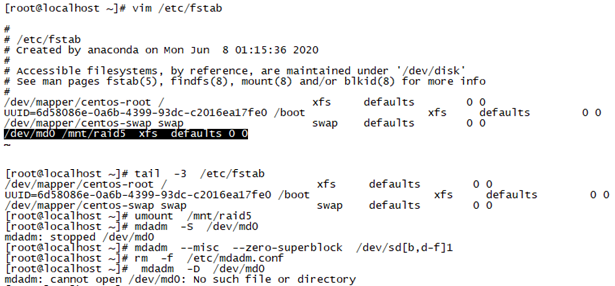 [root@localhost ~]# vim /etc/fstab
#
# /etc/fstab
# Created by anaconda on Mon Jun  8 01:15:36 2020
#
# Accessible filesystems, by reference, are maintained under '/dev/disk'
# See man pages fstab(5), findfs(8), mount(8) and/or blkid(8) for more info
#
/dev/mapper/centos-root /                       xfs     defaults        0 0
UUID=6d58086e-0a6b-4399-93dc-c2016ea17fe0 /boot                   xfs     defaults        0 0
/dev/mapper/centos-swap swap                    swap    defaults        0 0
/dev/md0 /mnt/raid5  xfs  defaults 0 0
~
[root@localhost ~]# tail  -3  /etc/fstab
/dev/mapper/centos-root /                       xfs     defaults        0 0
UUID=6d58086e-0a6b-4399-93dc-c2016ea17fe0 /boot                   xfs     defaults        0 0
/dev/mapper/centos-swap swap                    swap    defaults        0 0
[root@localhost ~]# umount  /mnt/raid5
[root@localhost ~]# mdadm  -S  /dev/md0
mdadm: stopped /dev/md0
[root@localhost ~]# mdadm  --misc  --zero-superblock  /dev/sd[b,d-f]1
[root@localhost ~]# rm  -f  /etc/mdadm.conf
[root@localhost ~]#  mdadm  -D  /dev/md0
mdadm: cannot open /dev/md0: No such file or directory